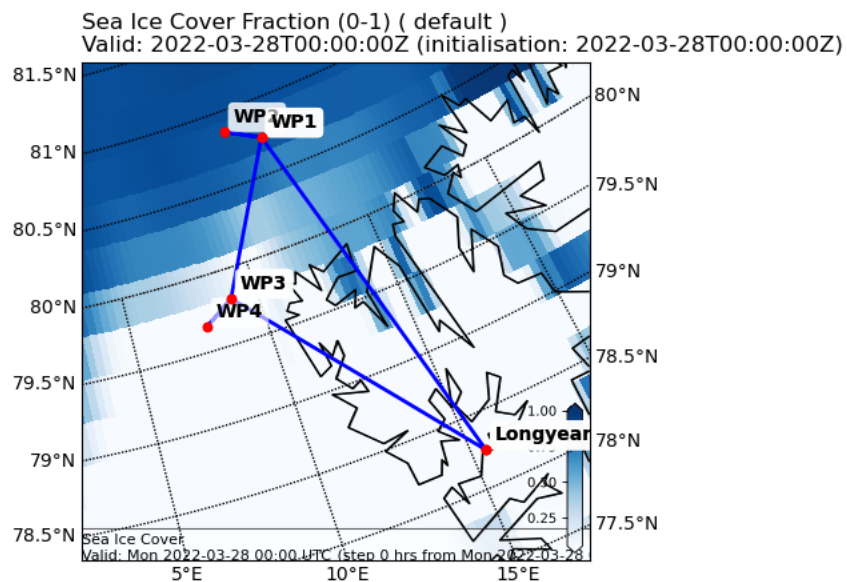 Sea Ice Cover Fraction (0-1) ( default )
Valid: 2022-03-28T00:00:00Z (initialisation: 2022-03-28T00:00:00Z)
81.5°N
80°N
WP2
WP1
81°N
79.5°N
80.5°N
79°N
WP3
80°N
WP4
78.5°N
79.5°N
1.00
78°N
Longyear
79°N
0.50
0.25
77.5°N
78.5°N
Sea Ice Cover
Valid: Mon 2022-03-28 00:00 UTC (step 0 hrs from Mon 2022-03-28
5°E
10°E
15°E